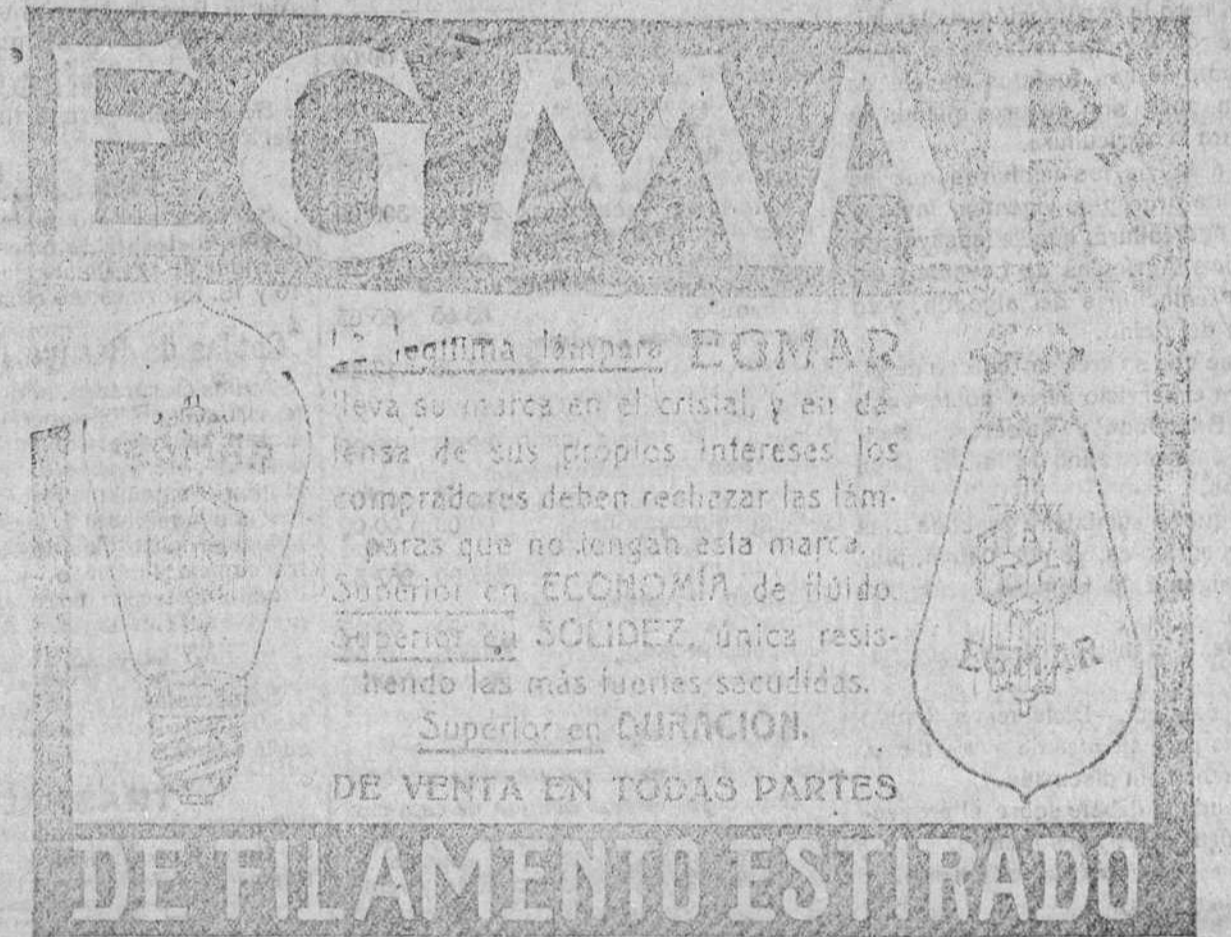 EGMAR
La legítima lámpara EGMAR
lleva su marca en el cristal, y en de-
fensa de sus propios intereses los
compradores deben rechazar las lám-
paras que no tengan esta marca.
Superior en ECONOMÍA de flúido.
Superior en SOLIDEZ, única resis-
tiendo las más fuertes sacudidas.
Superior en DURACION.
DE VENTA EN TODAS PARTES
EGMAR
EGMAR
DE FILAMENTO ESTIRADO